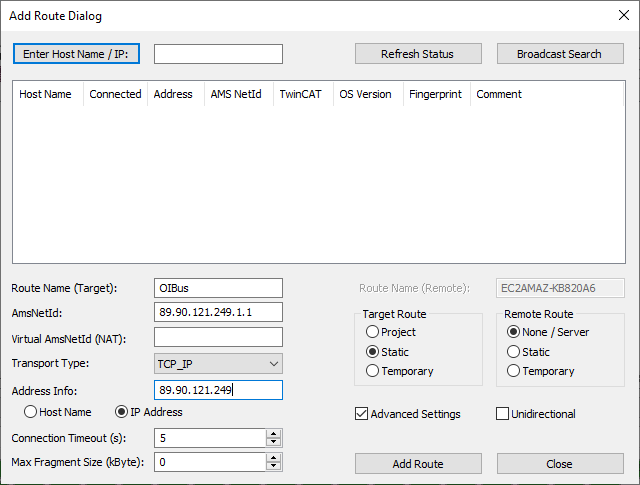 Add Route Dialog
Enter Host Name / IP:
Refresh Status
Broadcast Search
Host Name Connected Address AMS NetId TwinCAT OS Version Fingerprint Comment
Route Name (Target): OIBus
Route Name (Remote): EC2AMAZ-KB820A6
AmsNetId: 89.90.121.249.1.1
Target Route
Remote Route
Virtual AmsNetId (NAT):
Project
None / Server
Transport Type: TCP_IP
Static
Static
Address Info: 89.90.121.249
Temporary
Temporary
Host Name
IP Address
Advanced Settings
Unidirectional
Connection Timeout (s): 5
Max Fragment Size (kByte): 0
Add Route
Close